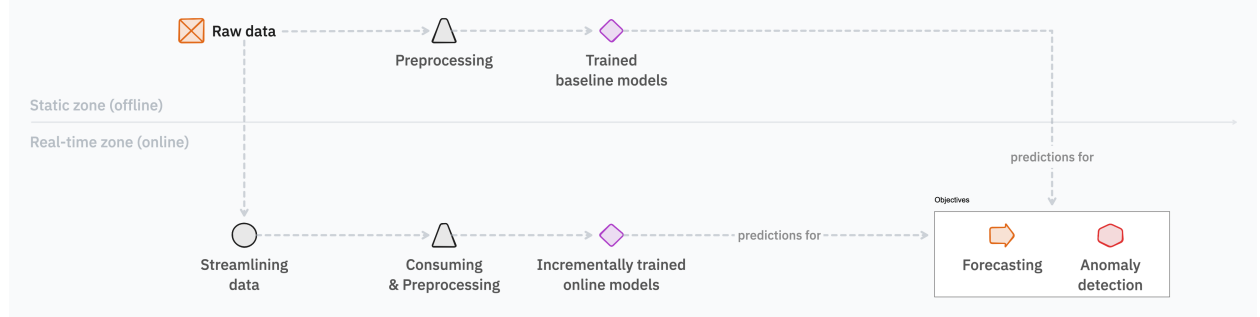 Raw data
Preprocessing
Trained
baseline models
Static zone (offline)
Real-time zone (online)
predictions for
Objectives
Streamlining
data
Consuming
& Preprocessing
Incrementally trained
online models
predictions for
Forecasting
Anomaly
detection